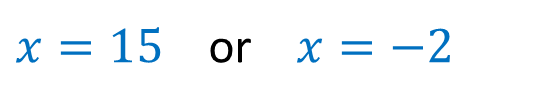 x = 15 or x = −2